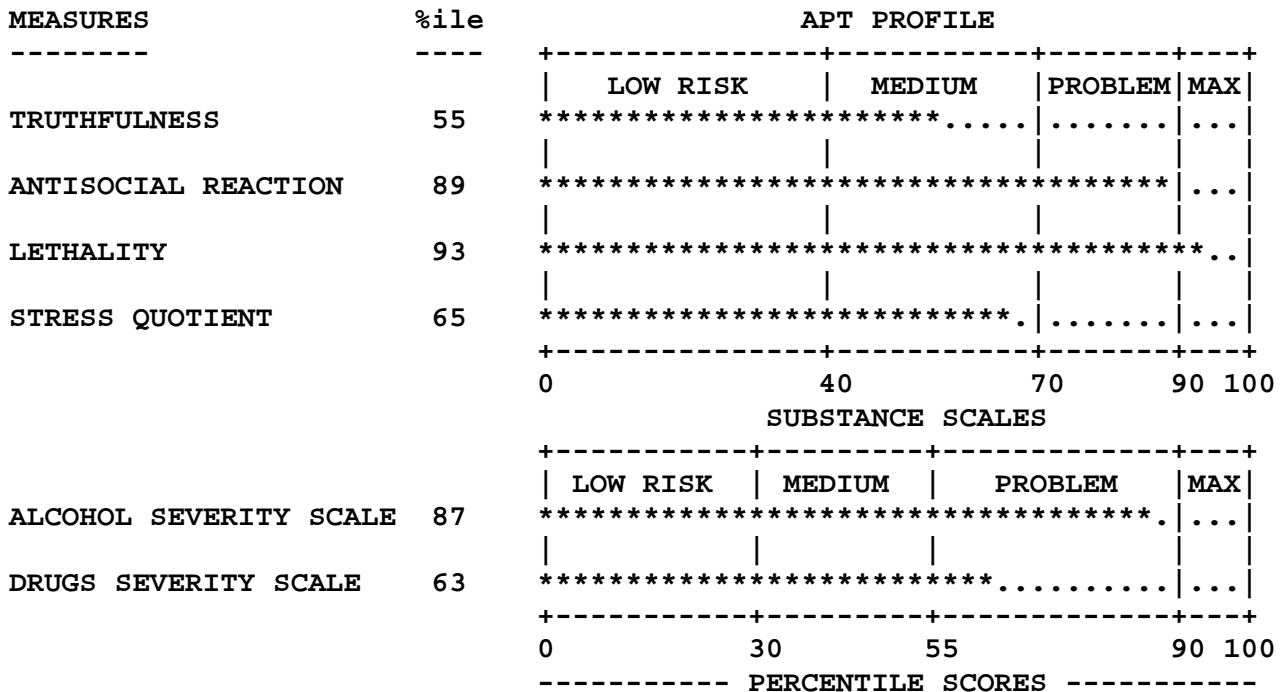 MEASURES %ile APT PROFILE
-------- ---- +----------------+-----------+-------+---+
| LOW RISK | MEDIUM |PROBLEM|MAX|
TRUTHFULNESS 55 ***********************.....|.......|...|
| | | | |
ANTISOCIAL REACTION 89 ************************************|...|
| | | | |
LETHALITY 93 **************************************..|
| | | | |
STRESS QUOTIENT 65 ***************************.|.......|...|
+----------------+-----------+-------+---+
0 40 70 90 100
SUBSTANCE SCALES
+-----------+---------+-------------+---+
| LOW RISK | MEDIUM | PROBLEM |MAX|
ALCOHOL SEVERITY SCALE 87 ***********************************.|...|
| | | | |
DRUGS SEVERITY SCALE 63 **************************..........|...|
+-----------+---------+-------------+---+
0 30 55 90 100
----------- PERCENTILE SCORES -----------